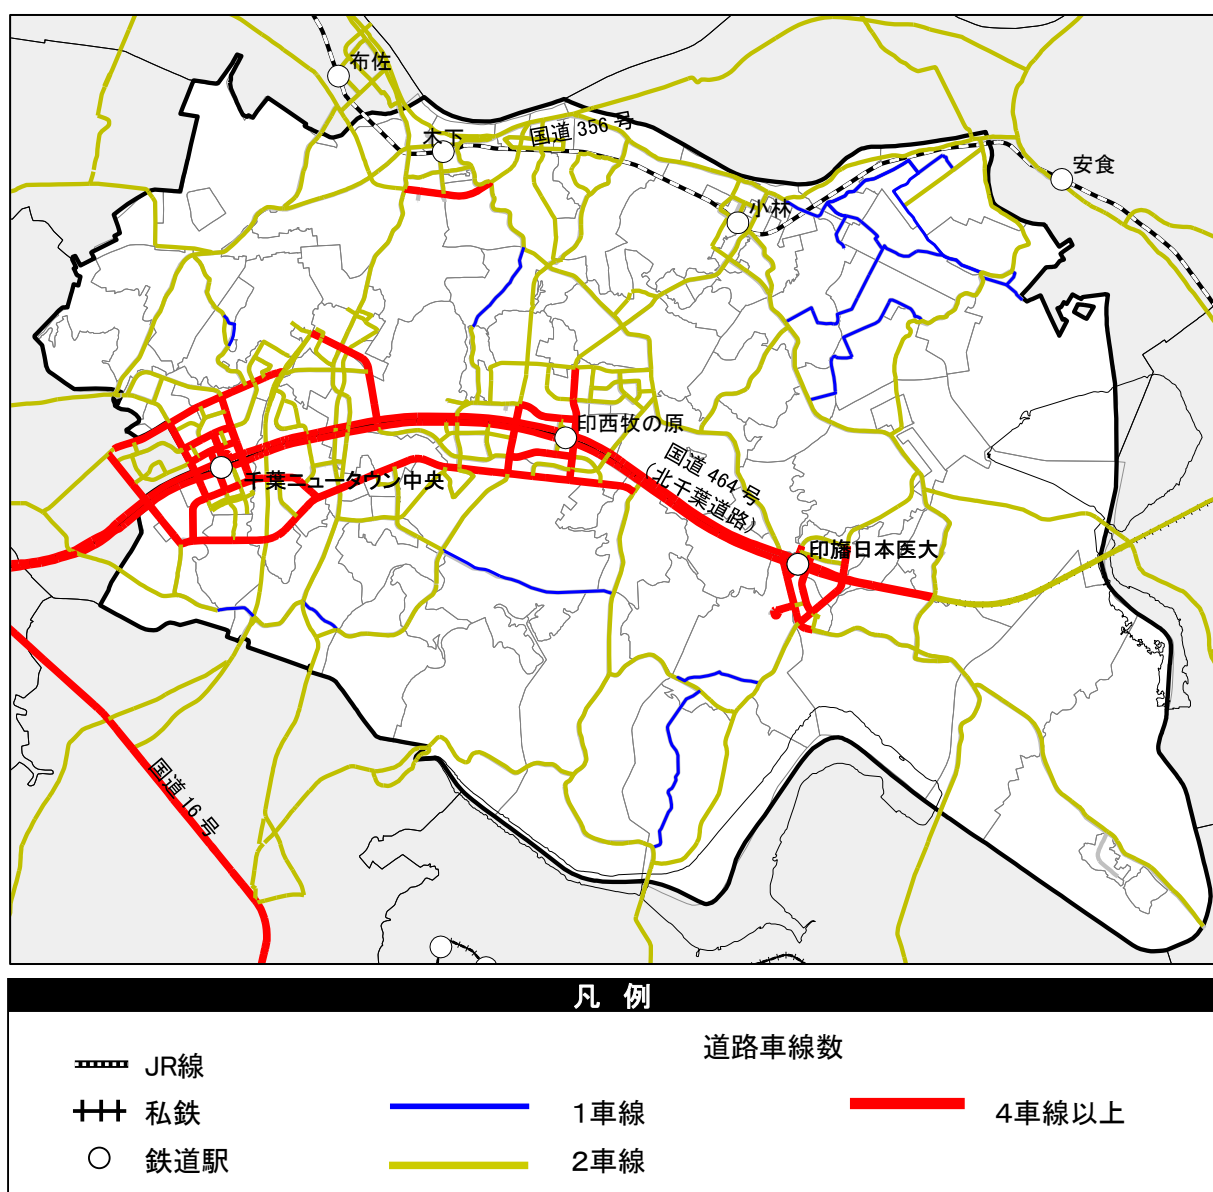 布佐
木下
国道 356 号
安食
小林
印西牧の原
千葉ニュータウン中央
国道 464 号
（北千葉道路）
印旛日本医大
国道 16 号
凡 例
道路車線数
JR線
私鉄
1車線
4車線以上
鉄道駅
2車線